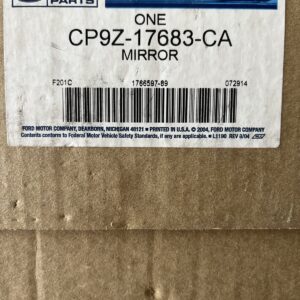 PARTS
ONE
CP9Z-17683-CA
MIRROR
F201C 1766597-89 072914
FORD MOTOR COMPANY, DEARBORN, MICHIGAN 48121 ● PRINTED IN U.S.A. © 2004, FORD MOTOR COMPANY
Contents conform to Federal Motor Vehicle Safety Standards, if any are applicable. ● L1190 REV 8/04